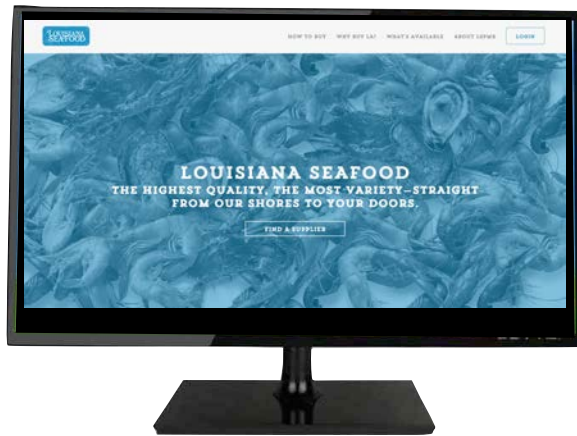 LOUISIANA
SEAFOOD
HOW TO BUY WHY BUY LA? WHAT'S AVAILABLE ABOUT LSPMB LOGIN
LOUISIANA SEAFOOD
THE HIGHEST QUALITY, THE MOST VARIETY—STRAIGHT
FROM OUR SHORES TO YOUR DOORS.
FIND A SUPPLIER